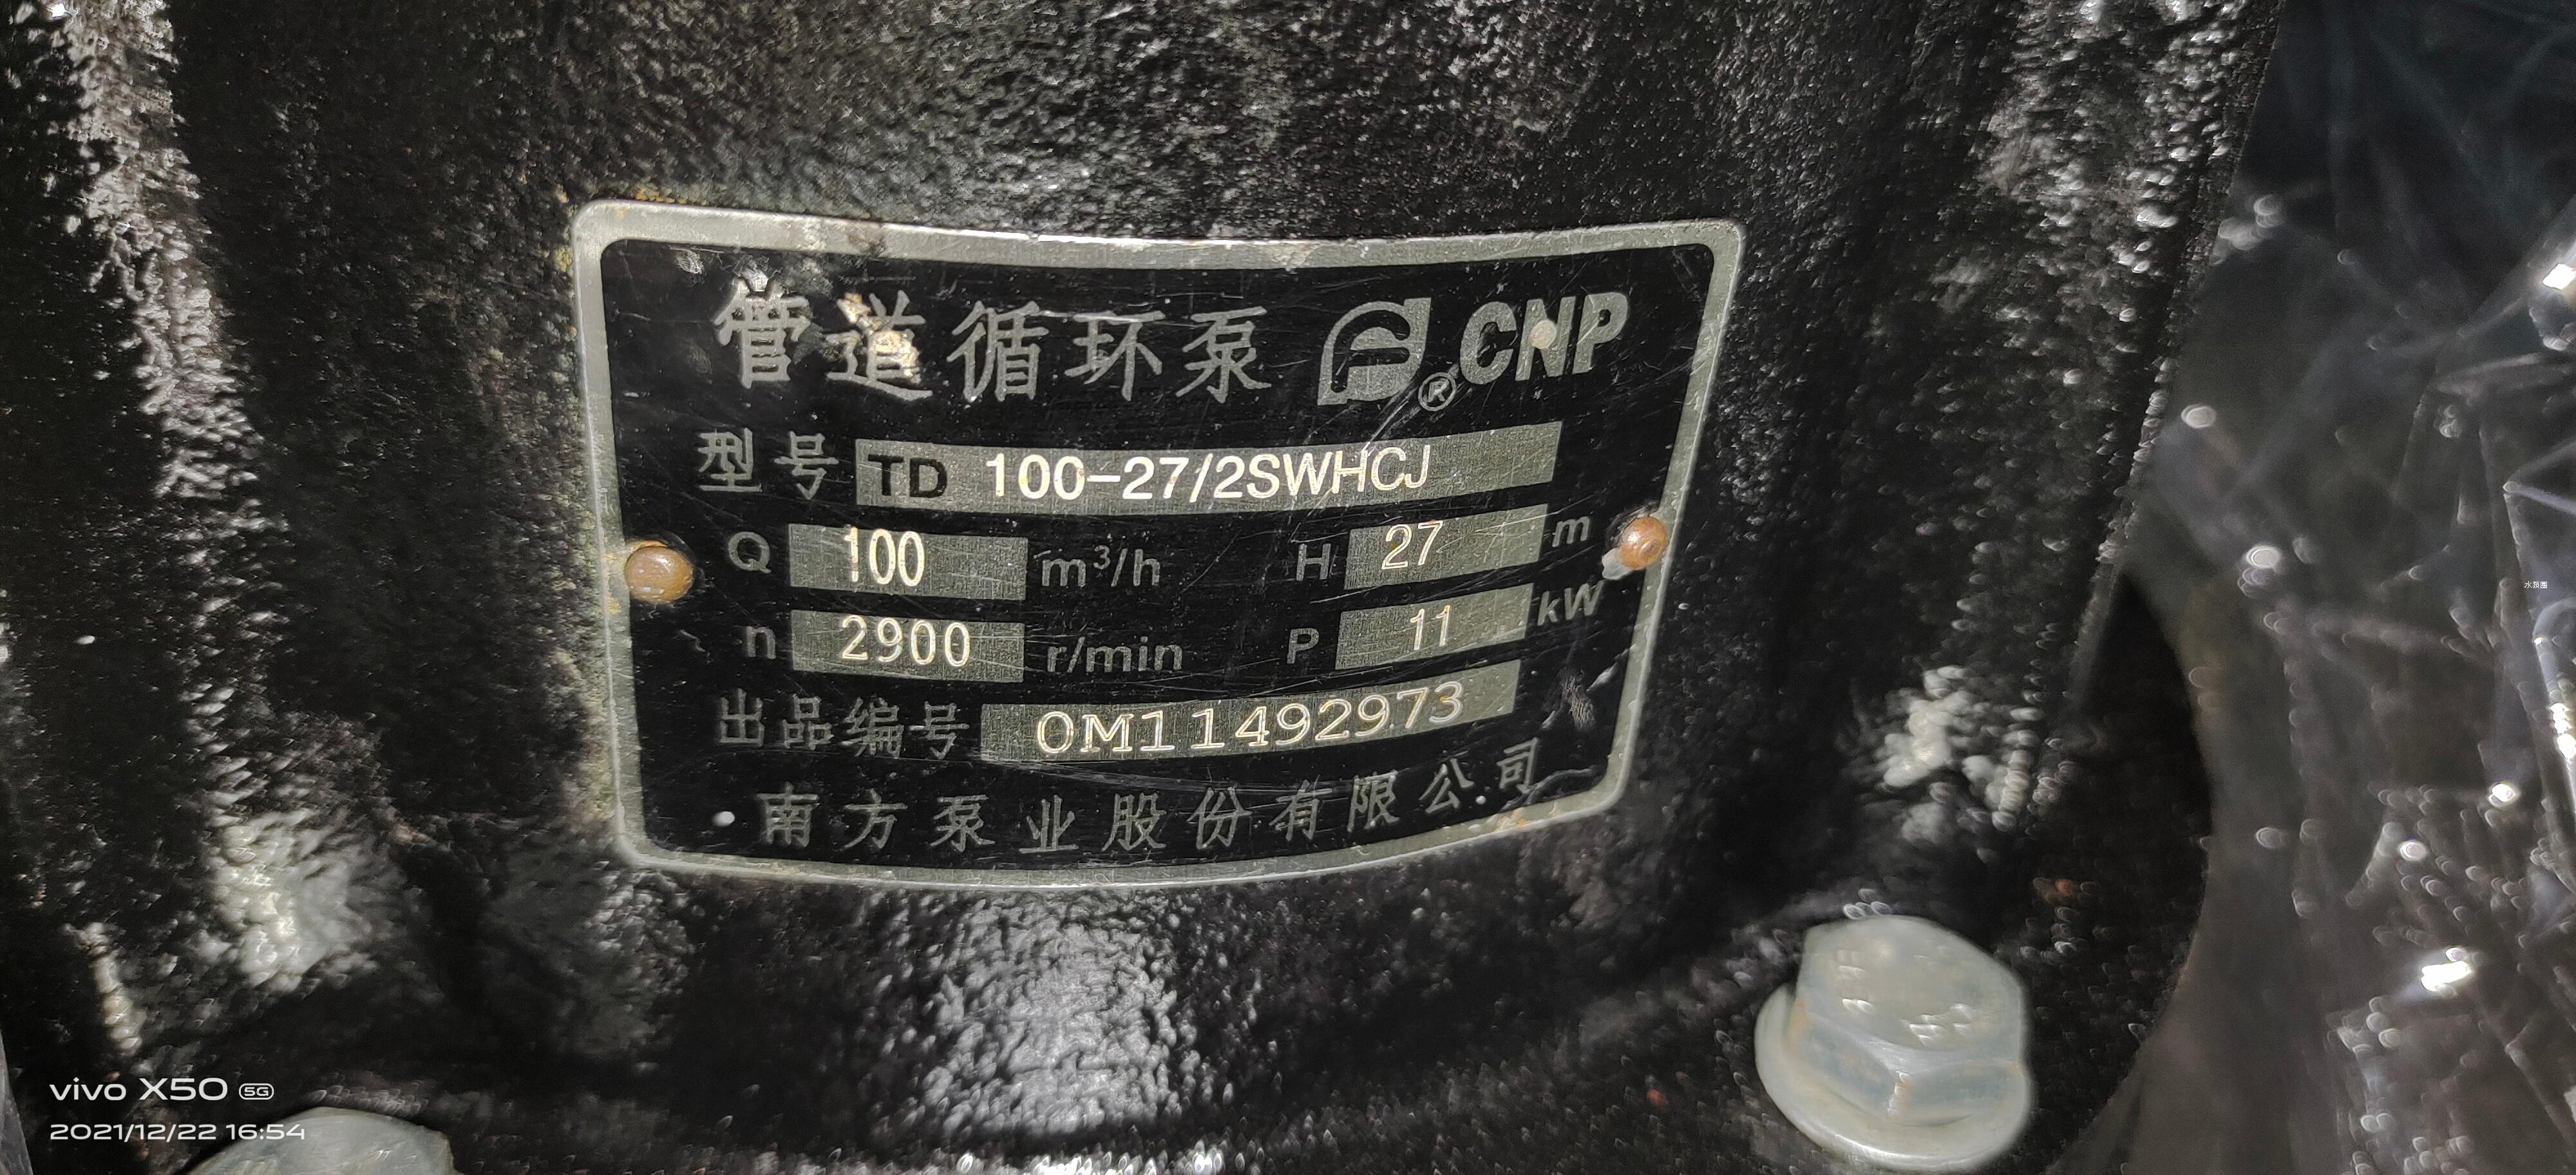 管道循环泵 ® CNP
型号 TD 100-27/2SWHCJ
Q 100 m³/h H 27 m
n 2900 r/min P 11 kW
出品编号 0M11492973
南方泵业股份有限公司
vivo X50 5G
2021/12/22 16:54